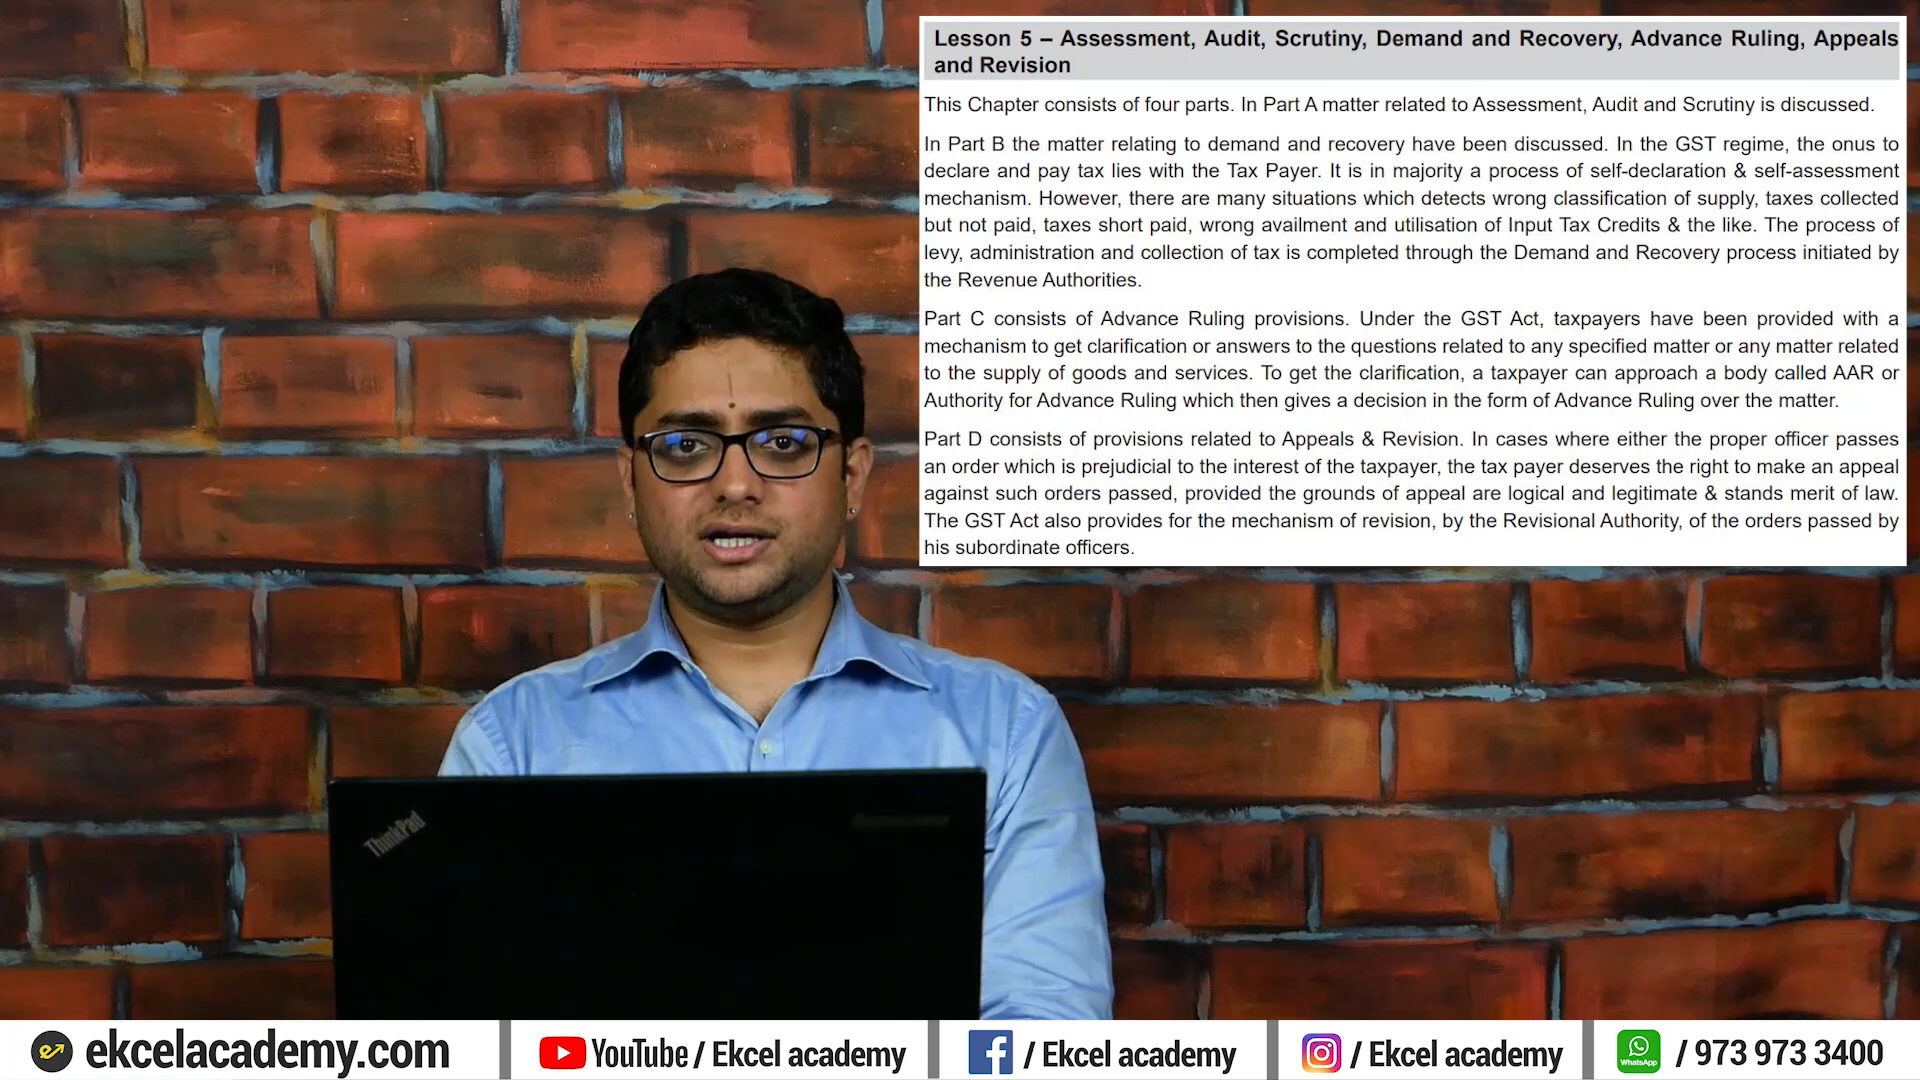 Lesson 5 – Assessment, Audit, Scrutiny, Demand and Recovery, Advance Ruling, Appeals
and Revision
This Chapter consists of four parts. In Part A matter related to Assessment, Audit and Scrutiny is discussed.
In Part B the matter relating to demand and recovery have been discussed. In the GST regime, the onus to
declare and pay tax lies with the Tax Payer. It is in majority a process of self-declaration & self-assessment
mechanism. However, there are many situations which detects wrong classification of supply, taxes collected
but not paid, taxes short paid, wrong availment and utilisation of Input Tax Credits & the like. The process of
levy, administration and collection of tax is completed through the Demand and Recovery process initiated by
the Revenue Authorities.
Part C consists of Advance Ruling provisions. Under the GST Act, taxpayers have been provided with a
mechanism to get clarification or answers to the questions related to any specified matter or any matter related
to the supply of goods and services. To get the clarification, a taxpayer can approach a body called AAR or
Authority for Advance Ruling which then gives a decision in the form of Advance Ruling over the matter.
Part D consists of provisions related to Appeals & Revision. In cases where either the proper officer passes
an order which is prejudicial to the interest of the taxpayer, the tax payer deserves the right to make an appeal
against such orders passed, provided the grounds of appeal are logical and legitimate & stands merit of law.
The GST Act also provides for the mechanism of revision, by the Revisional Authority, of the orders passed by
his subordinate officers.
ThinkPad
ekcelacademy.com
YouTube / Ekcel academy
/ Ekcel academy
/ Ekcel academy
WhatsApp
/ 973 973 3400